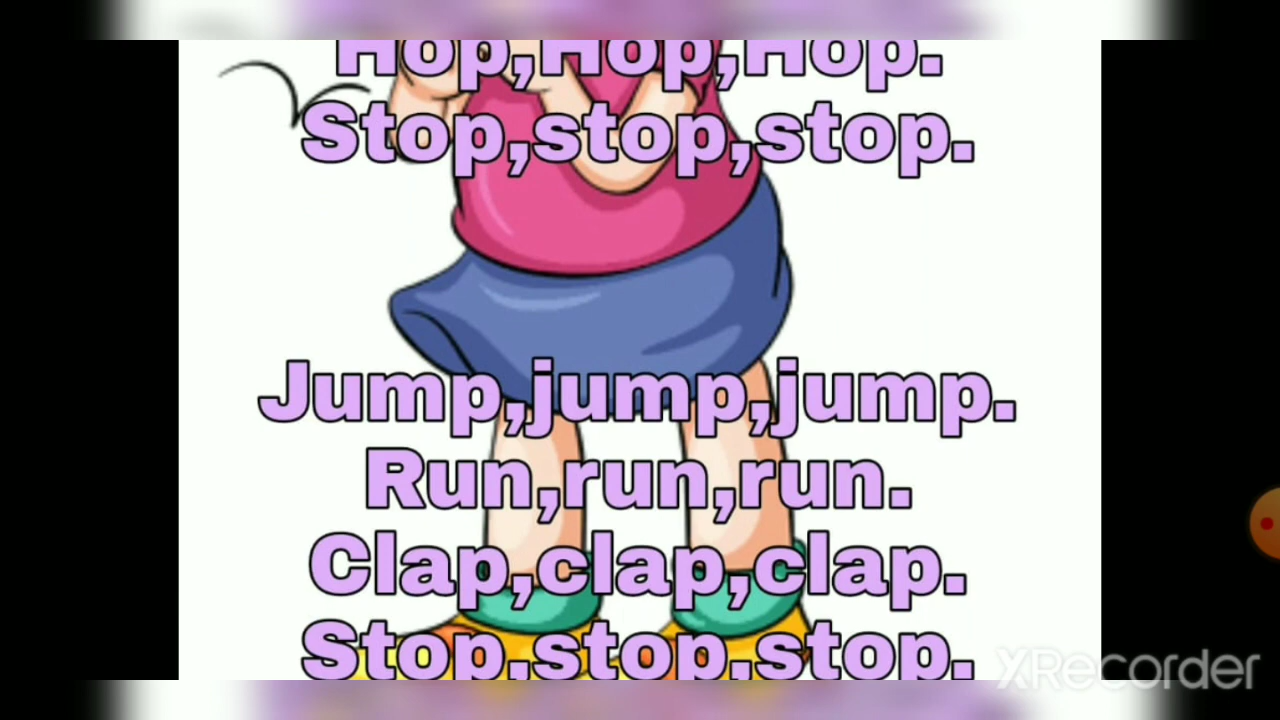 Hop,Hop,Hop.
Stop,stop,stop.
Jump,jump,jump.
Run,run,run.
Clap,clap,clap.
Stop,stop,stop.
XRecorder